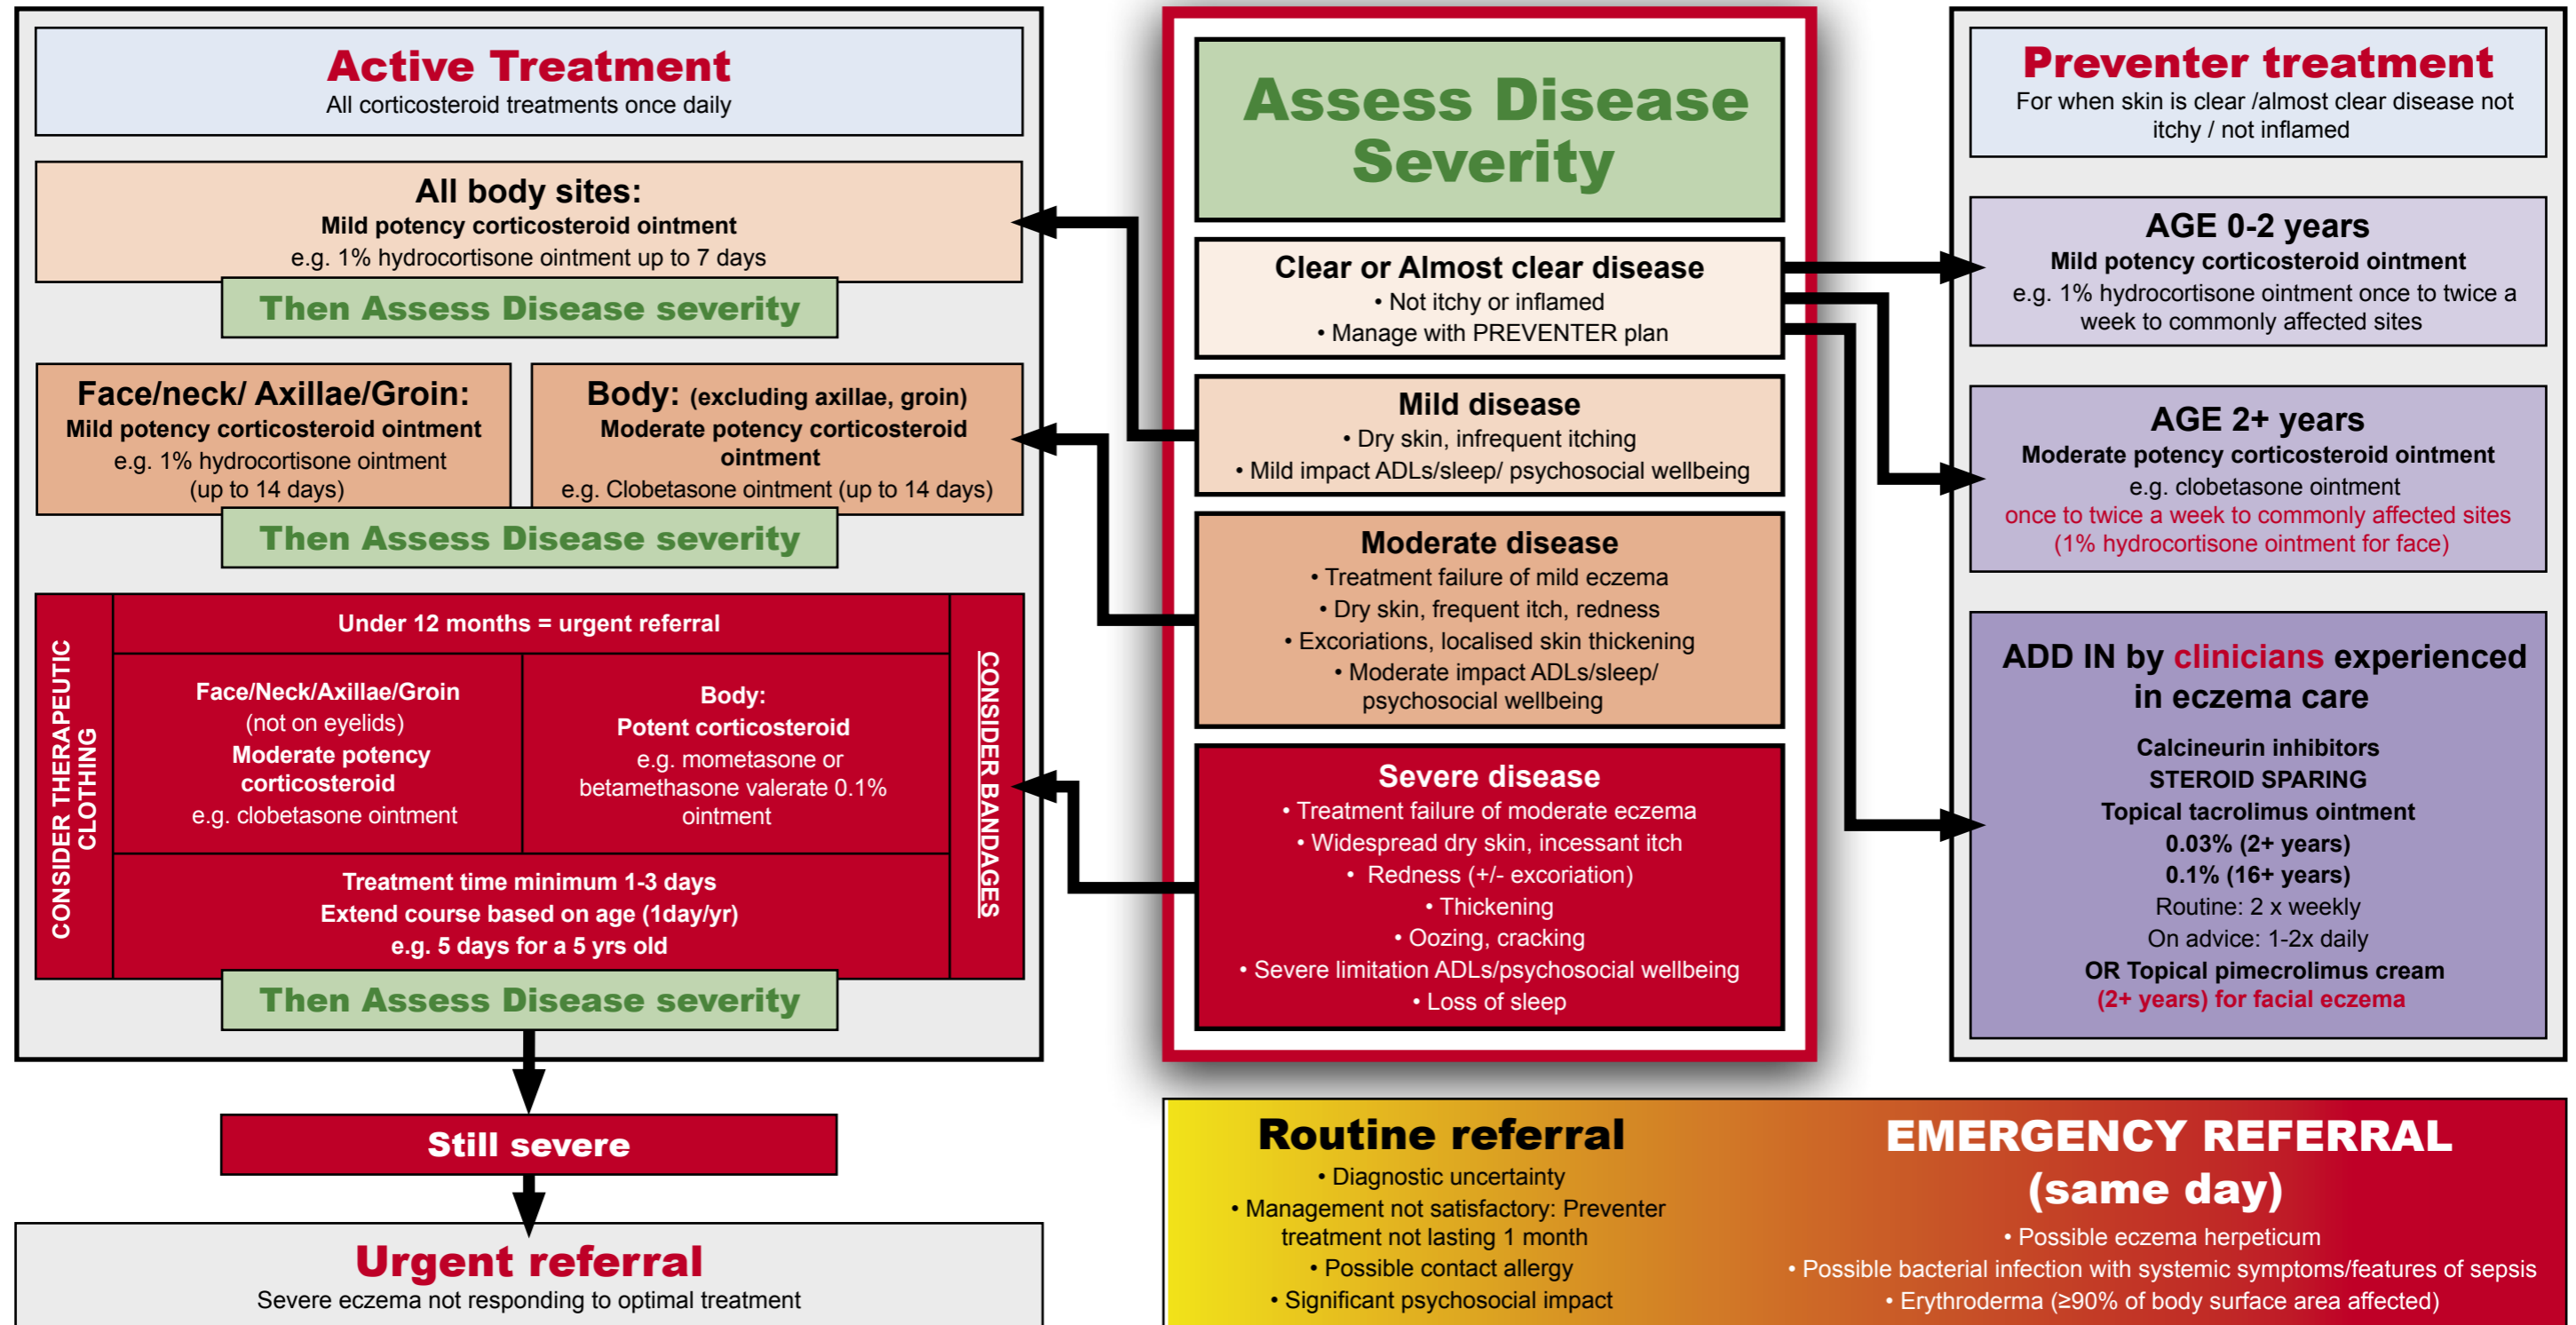 Active Treatment
All corticosteroid treatments once daily
All body sites:
Mild potency corticosteroid ointment
e.g. 1% hydrocortisone ointment up to 7 days
Then Assess Disease severity
Face/neck/ Axillae/Groin:
Mild potency corticosteroid ointment
e.g. 1% hydrocortisone ointment
(up to 14 days)
Body: (excluding axillae, groin)
Moderate potency corticosteroid
ointment
e.g. Clobetasone ointment (up to 14 days)
Then Assess Disease severity
CONSIDER THERAPEUTIC
CLOTHING
Under 12 months = urgent referral
Face/Neck/Axillae/Groin
(not on eyelids)
Moderate potency
corticosteroid
e.g. clobetasone ointment
Body:
Potent corticosteroid
e.g. mometasone or
betamethasone valerate 0.1%
ointment
Treatment time minimum 1-3 days
Extend course based on age (1day/yr)
e.g. 5 days for a 5 yrs old
CONSIDER BANDAGES
Then Assess Disease severity
Still severe
Urgent referral
Severe eczema not responding to optimal treatment
Assess Disease
Severity
Clear or Almost clear disease
• Not itchy or inflamed
• Manage with PREVENTER plan
Mild disease
• Dry skin, infrequent itching
• Mild impact ADLs/sleep/ psychosocial wellbeing
Moderate disease
• Treatment failure of mild eczema
• Dry skin, frequent itch, redness
• Excoriations, localised skin thickening
• Moderate impact ADLs/sleep/
psychosocial wellbeing
Severe disease
• Treatment failure of moderate eczema
• Widespread dry skin, incessant itch
• Redness (+/- excoriation)
• Thickening
• Oozing, cracking
• Severe limitation ADLs/psychosocial wellbeing
• Loss of sleep
Preventer treatment
For when skin is clear /almost clear disease not
itchy / not inflamed
AGE 0-2 years
Mild potency corticosteroid ointment
e.g. 1% hydrocortisone ointment once to twice a
week to commonly affected sites
AGE 2+ years
Moderate potency corticosteroid ointment
e.g. clobetasone ointment
once to twice a week to commonly affected sites
(1% hydrocortisone ointment for face)
ADD IN by clinicians experienced
in eczema care
Calcineurin inhibitors
STEROID SPARING
Topical tacrolimus ointment
0.03% (2+ years)
0.1% (16+ years)
Routine: 2 x weekly
On advice: 1-2x daily
OR Topical pimecrolimus cream
(2+ years) for facial eczema
Routine referral
• Diagnostic uncertainty
• Management not satisfactory: Preventer
treatment not lasting 1 month
• Possible contact allergy
• Significant psychosocial impact
EMERGENCY REFERRAL
(same day)
• Possible eczema herpeticum
• Possible bacterial infection with systemic symptoms/features of sepsis
• Erythroderma (≥90% of body surface area affected)